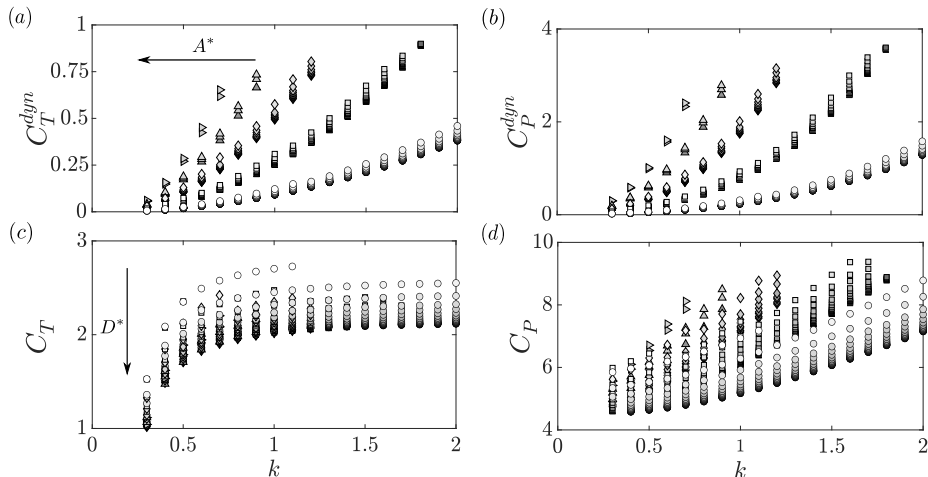 (a)
1
0.75
0.5
0.25
0
C_T^{dyn}
A*
(b)
4
2
0
C_P^{dyn}
(c)
3
2
1
C_T
D*
0 0.5 1 1.5 2
k
(d)
10
8
6
4
C_P
0 0.5 1 1.5 2
k